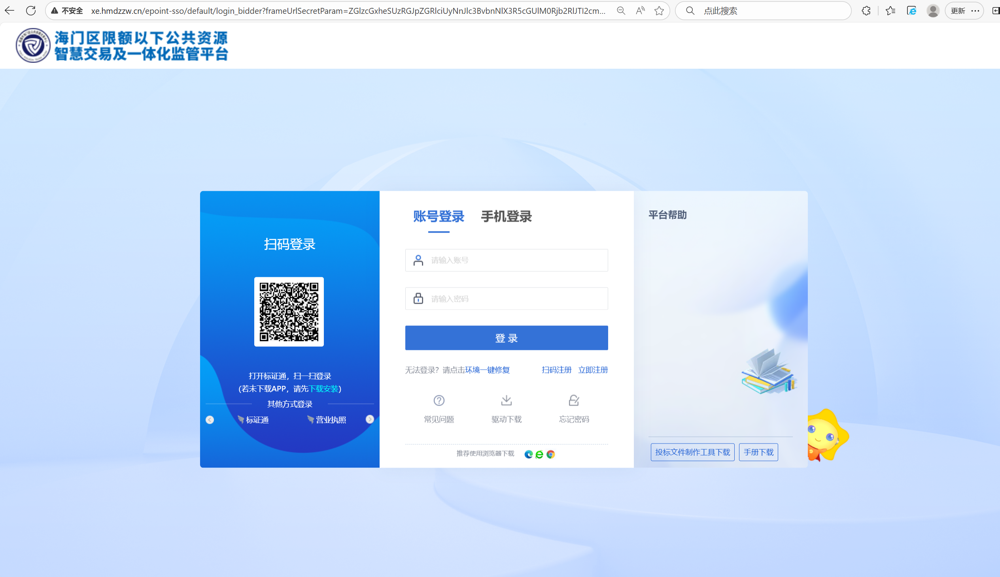 不安全 xe.hmdzzw.cn/epoint-sso/default/login_bidder?frameUrlSecretParam=ZGlzcGxheSUzRGJpZGRlciUyNnJlc3BvbnNlX3R5cGUlM0Rjb2RlJTI2cm... 点此搜索 更新
海门区限额以下公共资源
智慧交易及一体化监管平台
扫码登录
打开标证通，扫一扫登录
(若未下载APP，请先下载安装)
其他方式登录
标证通 营业执照
账号登录 手机登录
请输入账号
请输入密码
登 录
无法登录？请点击环境一键修复 扫码注册 立即注册
常见问题 驱动下载 忘记密码
推荐使用浏览器下载
平台帮助
投标文件制作工具下载 手册下载